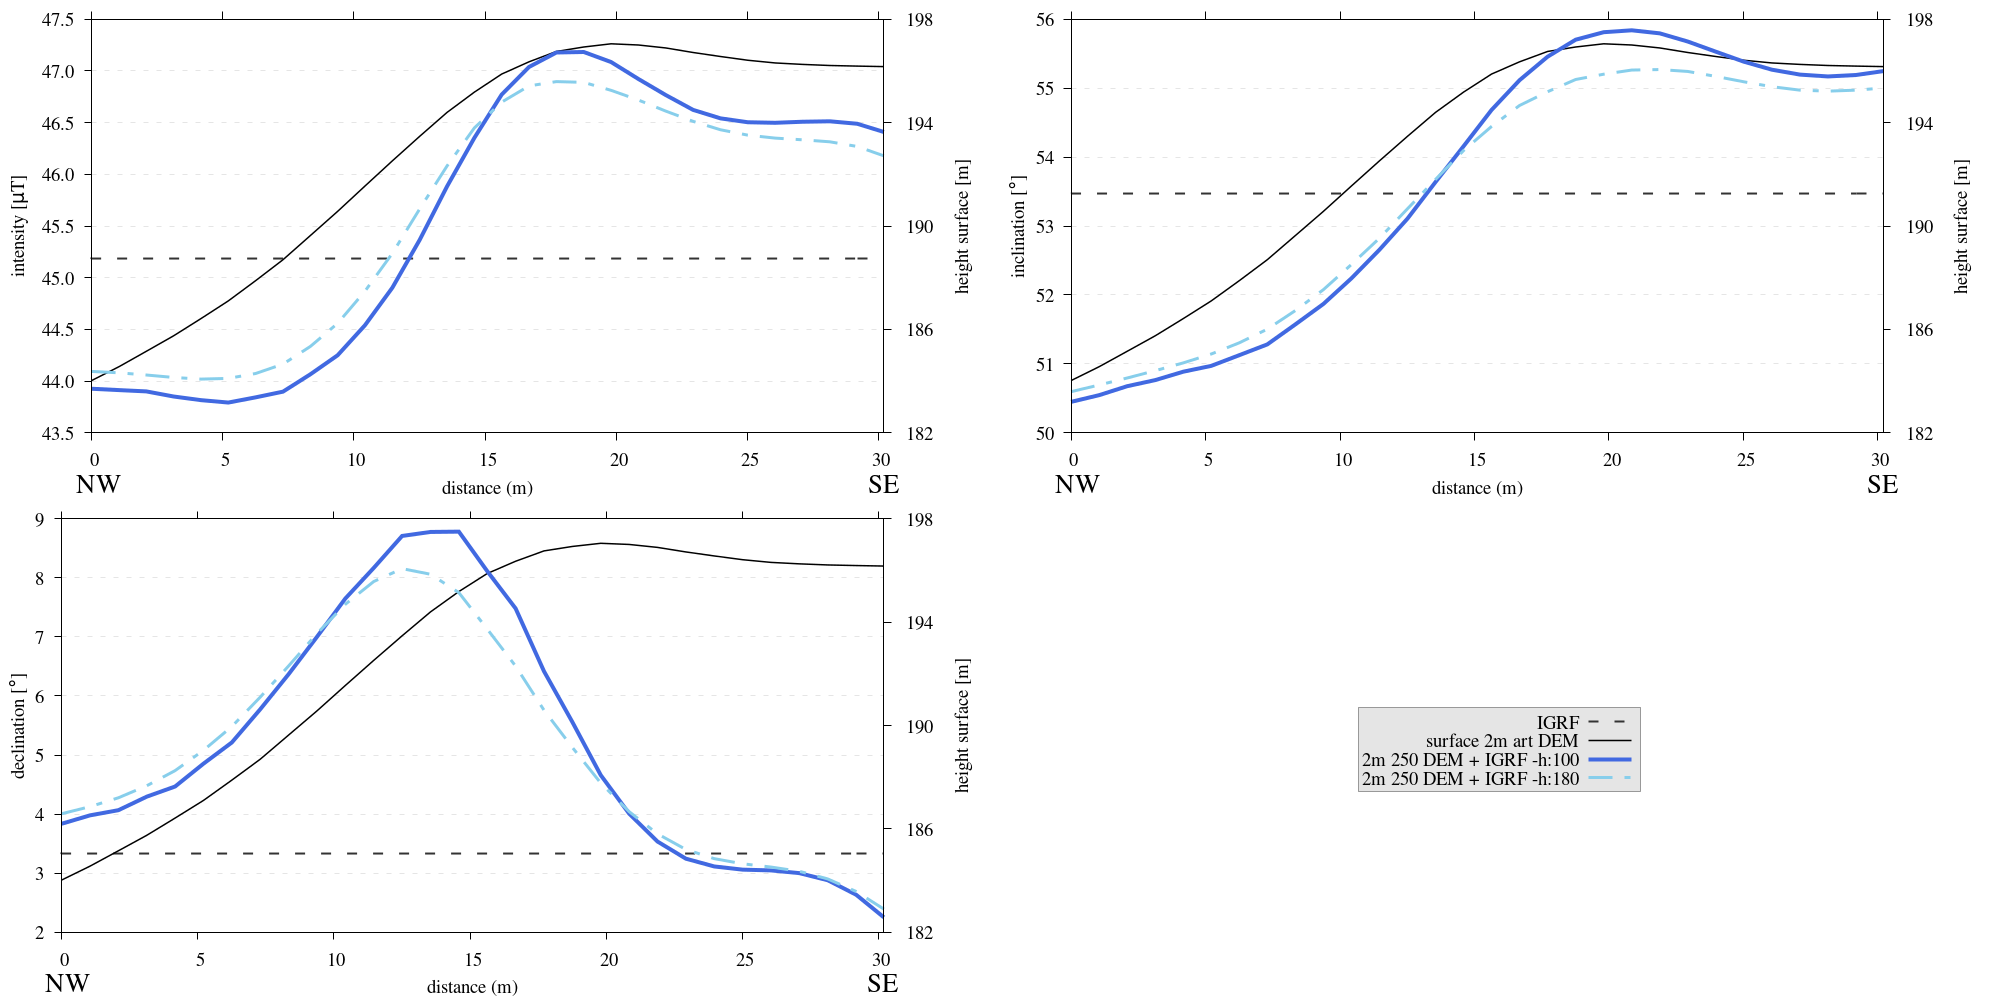 47.5
47.0
46.5
46.0
45.5
45.0
44.5
44.0
43.5
intensity [µT]
198
194
190
186
182
height surface [m]
0 5 10 15 20 25 30
NW distance (m) SE
56
55
54
53
52
51
50
inclination [°]
198
194
190
186
182
height surface [m]
0 5 10 15 20 25 30
NW distance (m) SE
9
8
7
6
5
4
3
2
declination [°]
198
194
190
186
182
height surface [m]
0 5 10 15 20 25 30
NW distance (m) SE
IGRF
surface 2m art DEM
2m 250 DEM + IGRF -h:100
2m 250 DEM + IGRF -h:180